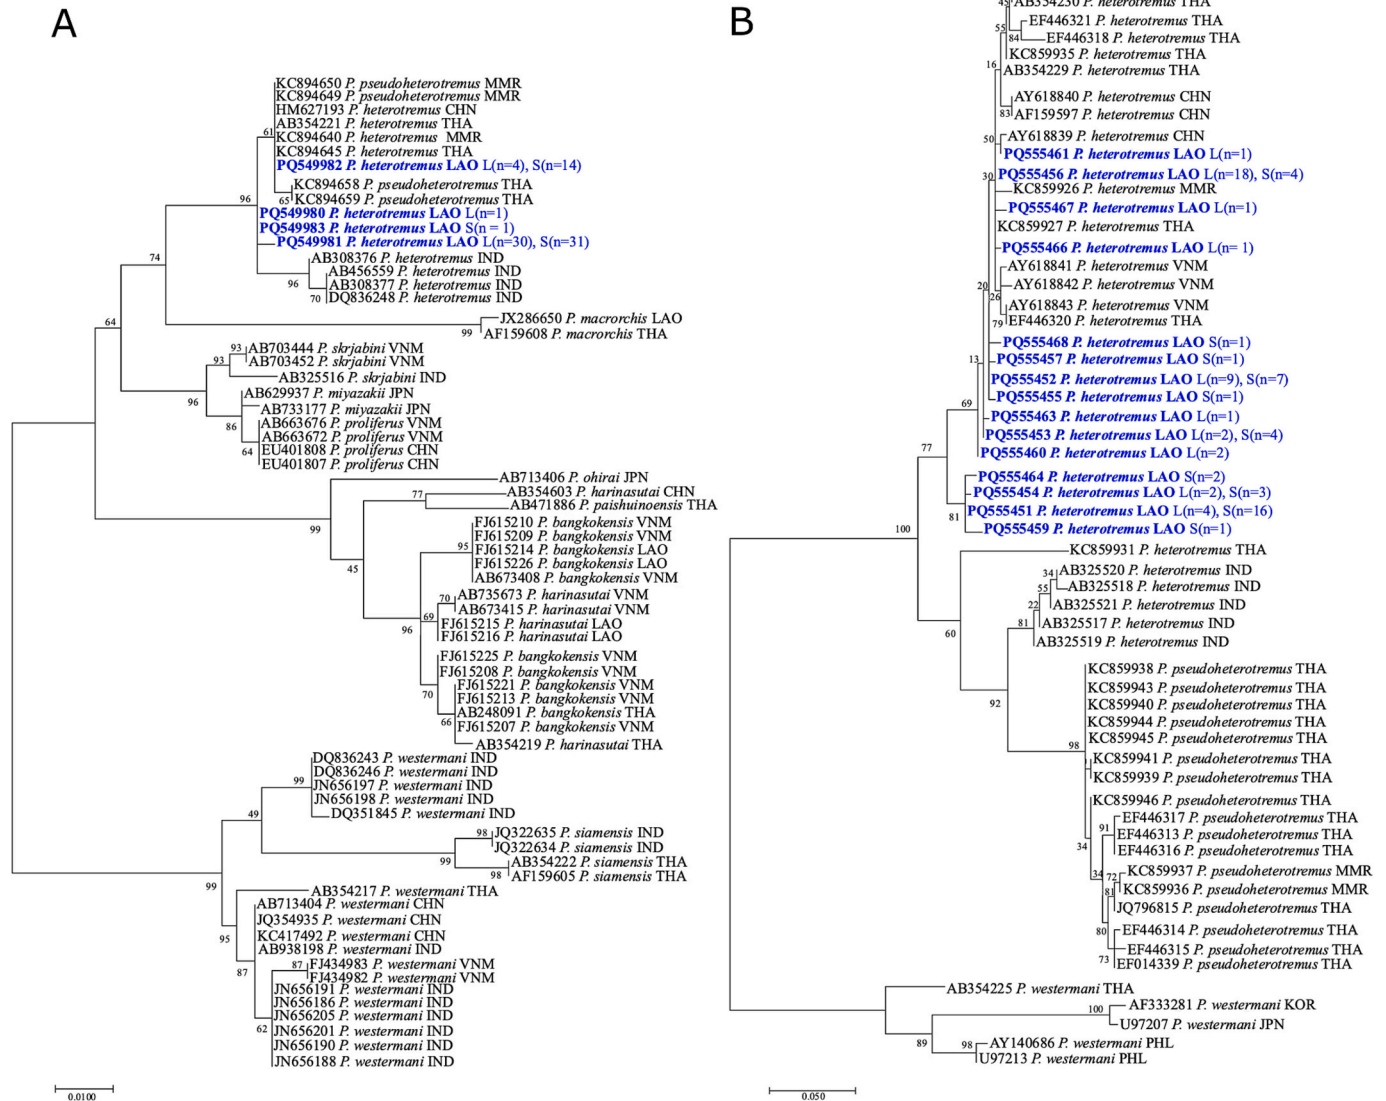 A
KC894650 P. pseudoheterotremus MMR
KC894649 P. pseudoheterotremus MMR
HM627193 P. heterotremus CHN
AB354221 P. heterotremus THA
61
KC894640 P. heterotremus MMR
KC894645 P. heterotremus THA
PQ549982 P. heterotremus LAO L(n=4), S(n=14)
KC894658 P. pseudoheterotremus THA
65
KC894659 P. pseudoheterotremus THA
96
PQ549980 P. heterotremus LAO L(n=1)
PQ549983 P. heterotremus LAO S(n = 1)
PQ549981 P. heterotremus LAO L(n=30), S(n=31)
74
AB308376 P. heterotremus IND
AB456559 P. heterotremus IND
96
AB308377 P. heterotremus IND
70
DQ836248 P. heterotremus IND
64
JX286650 P. macrorchis LAO
99
AF159608 P. macrorchis THA
93
AB703444 P. skrjabini VNM
93
AB703452 P. skrjabini VNM
AB325516 P. skrjabini IND
96
AB629937 P. miyazakii JPN
AB733177 P. miyazakii JPN
86
AB663676 P. proliferus VNM
AB663672 P. proliferus VNM
64
EU401808 P. proliferus CHN
EU401807 P. proliferus CHN
AB713406 P. ohirai JPN
77
AB354603 P. harinasutai CHN
AB471886 P. paishuinoensis THA
99
FJ615210 P. bangkokensis VNM
FJ615209 P. bangkokensis VNM
95
FJ615214 P. bangkokensis LAO
FJ615226 P. bangkokensis LAO
45
AB673408 P. bangkokensis VNM
70
AB735673 P. harinasutai VNM
AB673415 P. harinasutai VNM
69
FJ615215 P. harinasutai LAO
96
FJ615216 P. harinasutai LAO
FJ615225 P. bangkokensis VNM
FJ615208 P. bangkokensis VNM
70
FJ615221 P. bangkokensis VNM
FJ615213 P. bangkokensis VNM
66
AB248091 P. bangkokensis THA
FJ615207 P. bangkokensis VNM
AB354219 P. harinasutai THA
DQ836243 P. westermani IND
DQ836246 P. westermani IND
99
JN656197 P. westermani IND
JN656198 P. westermani IND
DQ351845 P. westermani IND
49
98
JQ322635 P. siamensis IND
JQ322634 P. siamensis IND
99
AB354222 P. siamensis THA
98
AF159605 P. siamensis THA
99
AB354217 P. westermani THA
AB713404 P. westermani CHN
JQ354935 P. westermani CHN
95
KC417492 P. westermani CHN
AB938198 P. westermani IND
87
87
FJ434983 P. westermani VNM
FJ434982 P. westermani VNM
JN656191 P. westermani IND
JN656186 P. westermani IND
JN656205 P. westermani IND
62
JN656201 P. westermani IND
JN656190 P. westermani IND
JN656188 P. westermani IND
0.0100
B
45
AB354230 P. heterotremus THA
EF446321 P. heterotremus THA
55
84
EF446318 P. heterotremus THA
KC859935 P. heterotremus THA
16
AB354229 P. heterotremus THA
AY618840 P. heterotremus CHN
83
AF159597 P. heterotremus CHN
50
AY618839 P. heterotremus CHN
PQ555461 P. heterotremus LAO L(n=1)
30
PQ555456 P. heterotremus LAO L(n=18), S(n=4)
KC859926 P. heterotremus MMR
PQ555467 P. heterotremus LAO L(n=1)
KC859927 P. heterotremus THA
PQ555466 P. heterotremus LAO L(n= 1)
AY618841 P. heterotremus VNM
20
AY618842 P. heterotremus VNM
26
AY618843 P. heterotremus VNM
79
EF446320 P. heterotremus THA
PQ555468 P. heterotremus LAO S(n=1)
13
PQ555457 P. heterotremus LAO S(n=1)
PQ555452 P. heterotremus LAO L(n=9), S(n=7)
PQ555455 P. heterotremus LAO S(n=1)
69
PQ555463 P. heterotremus LAO L(n=1)
PQ555453 P. heterotremus LAO L(n=2), S(n=4)
77
PQ555460 P. heterotremus LAO L(n=2)
PQ555464 P. heterotremus LAO S(n=2)
PQ555454 P. heterotremus LAO L(n=2), S(n=3)
81
PQ555451 P. heterotremus LAO L(n=4), S(n=16)
100
PQ555459 P. heterotremus LAO S(n=1)
KC859931 P. heterotremus THA
34
AB325520 P. heterotremus IND
55
AB325518 P. heterotremus IND
22
AB325521 P. heterotremus IND
81
AB325517 P. heterotremus IND
60
AB325519 P. heterotremus IND
KC859938 P. pseudoheterotremus THA
KC859943 P. pseudoheterotremus THA
92
KC859940 P. pseudoheterotremus THA
KC859944 P. pseudoheterotremus THA
98
KC859945 P. pseudoheterotremus THA
KC859941 P. pseudoheterotremus THA
KC859939 P. pseudoheterotremus THA
KC859946 P. pseudoheterotremus THA
EF446317 P. pseudoheterotremus THA
91
EF446313 P. pseudoheterotremus THA
34
EF446316 P. pseudoheterotremus THA
34
72
KC859937 P. pseudoheterotremus MMR
81
KC859936 P. pseudoheterotremus MMR
JQ796815 P. pseudoheterotremus THA
80
EF446314 P. pseudoheterotremus THA
EF446315 P. pseudoheterotremus THA
73
EF014339 P. pseudoheterotremus THA
AB354225 P. westermani THA
100
AF333281 P. westermani KOR
U97207 P. westermani JPN
89
98
AY140686 P. westermani PHL
U97213 P. westermani PHL
0.050